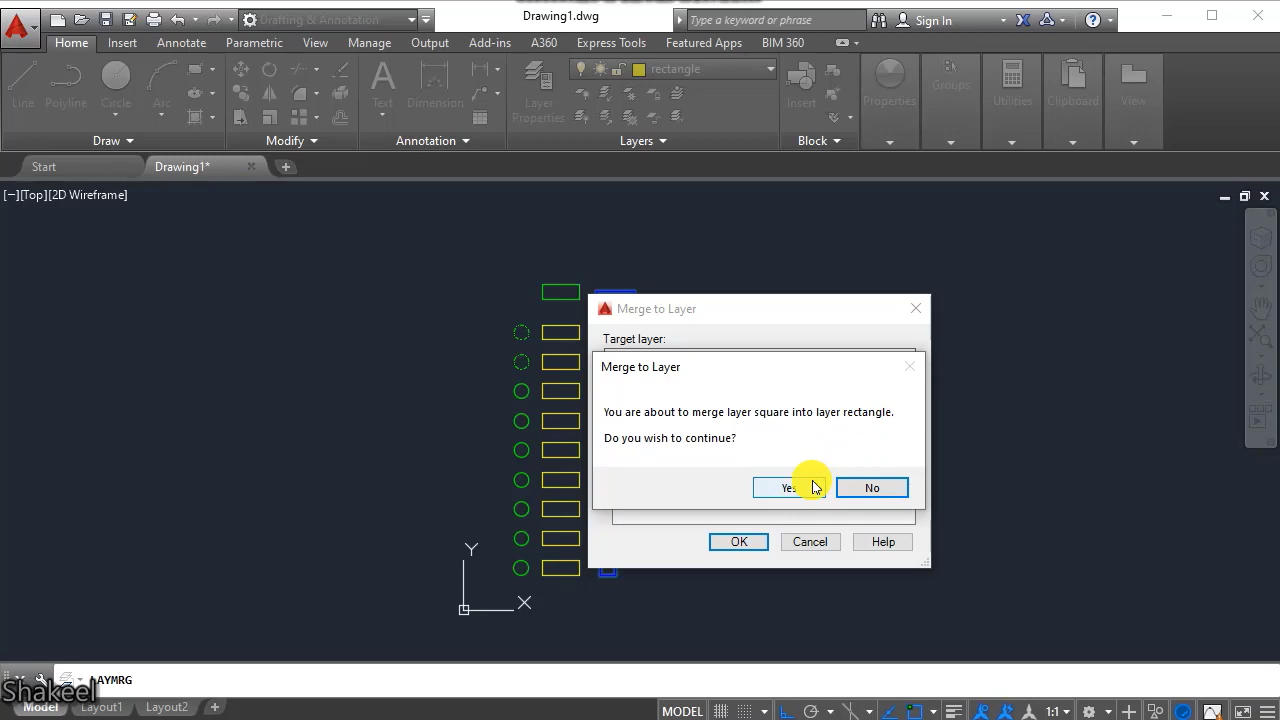 Drawing1.dwg
Drafting & Annotation
Type a keyword or phrase
Sign In
Home Insert Annotate Parametric View Manage Output Add-ins A360 Express Tools Featured Apps BIM 360
rectangle
Line Polyline Circle Arc Text Dimension Layer Properties Insert Properties Groups Utilities Clipboard View
Draw Modify Annotation Layers Block
Start Drawing1*
[−][Top][2D Wireframe]
Merge to Layer
Target layer:
Merge to Layer
You are about to merge layer square into layer rectangle.
Do you wish to continue?
Yes No
OK Cancel Help
Y
X
LAYMRG
Shakeel
Model Layout1 Layout2
MODEL 1:1